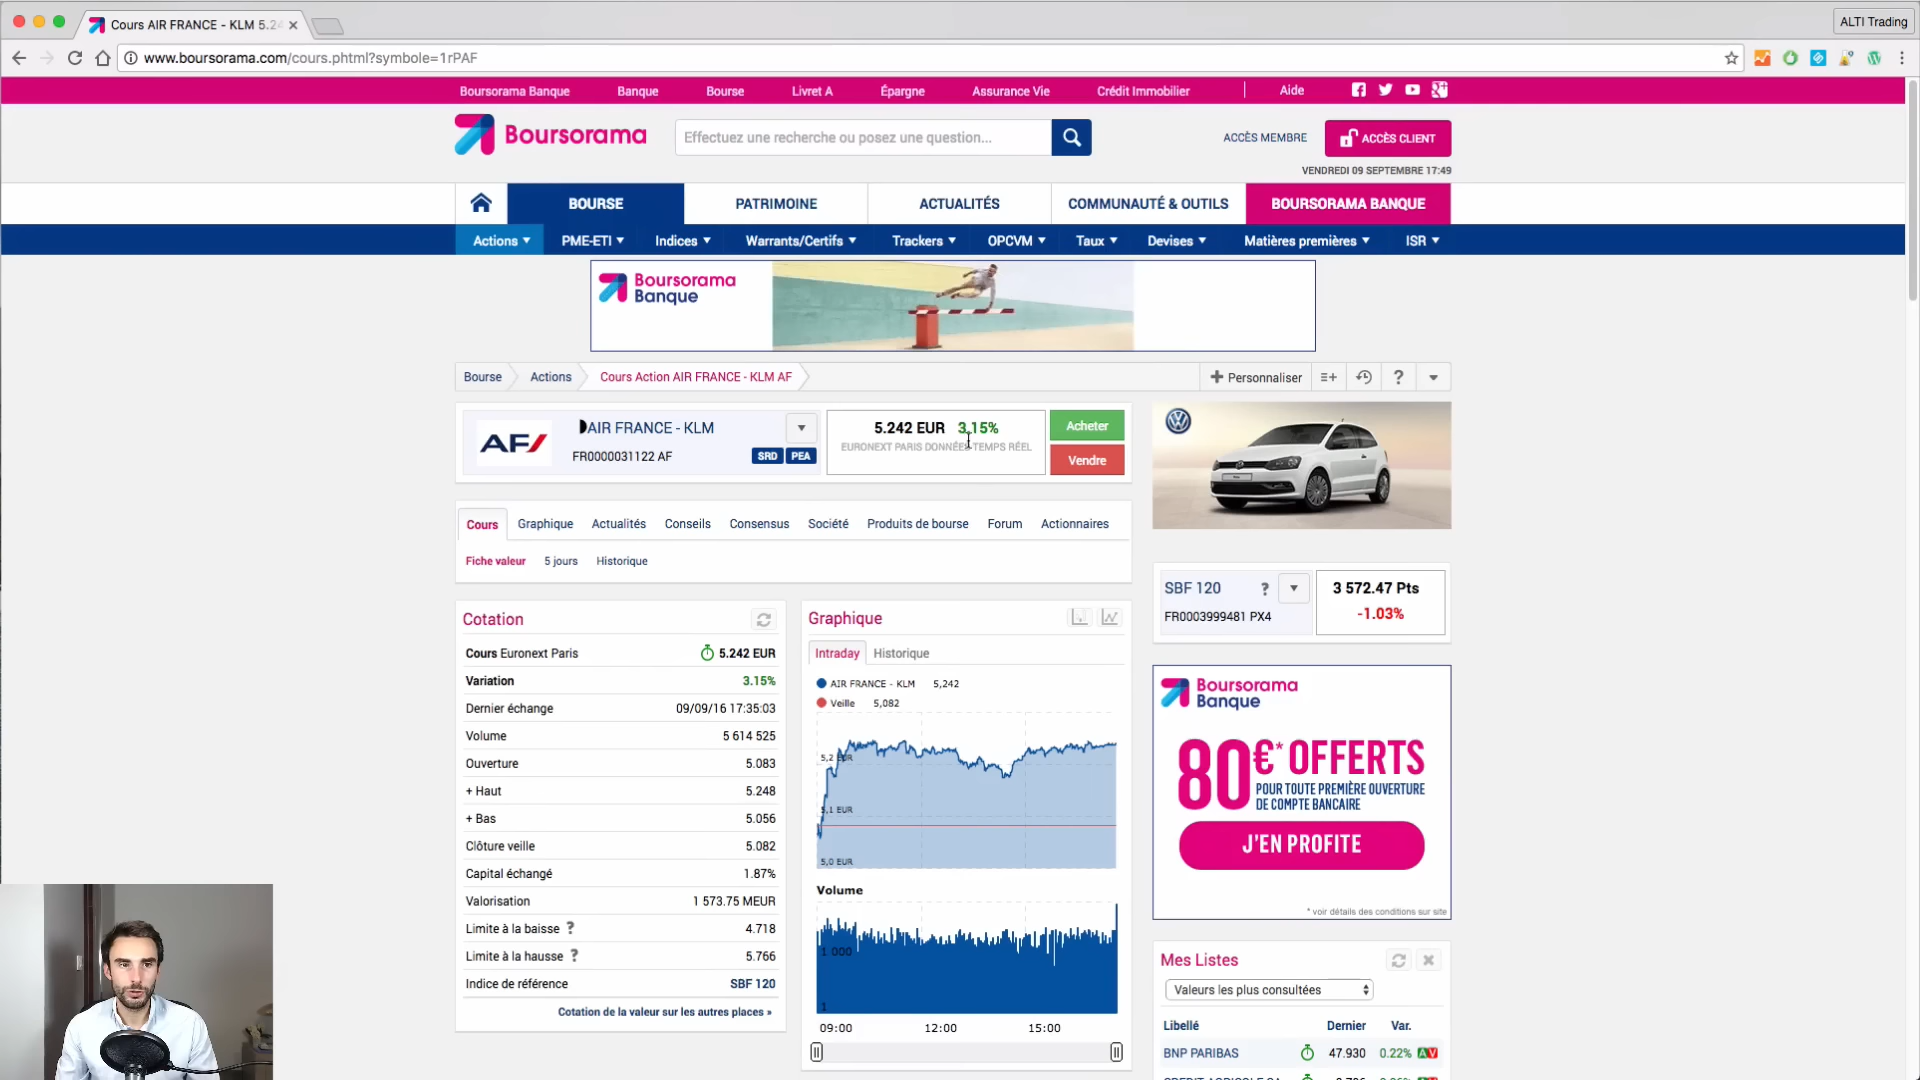 Cours AIR FRANCE - KLM 5.24
ALTI Trading
www.boursorama.com/cours.phtml?symbole=1rPAF
Boursorama Banque
Banque
Bourse
Livret A
Épargne
Assurance Vie
Crédit Immobilier
Aide
Boursorama
Effectuez une recherche ou posez une question...
ACCÈS MEMBRE
ACCÈS CLIENT
VENDREDI 09 SEPTEMBRE 17:49
BOURSE
PATRIMOINE
ACTUALITÉS
COMMUNAUTÉ & OUTILS
BOURSORAMA BANQUE
Actions
PME-ETI
Indices
Warrants/Certifs
Trackers
OPCVM
Taux
Devises
Matières premières
ISR
Boursorama
Banque
Bourse
Actions
Cours Action AIR FRANCE - KLM AF
+ Personnaliser
?
AF/
AIR FRANCE - KLM
FR0000031122 AF
SRD
PEA
5.242 EUR 3.15%
EURONEXT PARIS DONNÉES TEMPS RÉEL
Acheter
Vendre
Cours
Graphique
Actualités
Conseils
Consensus
Société
Produits de bourse
Forum
Actionnaires
Fiche valeur
5 jours
Historique
SBF 120
?
FR0003999481 PX4
3 572.47 Pts
-1.03%
Cotation
Cours Euronext Paris 5.242 EUR
Variation 3.15%
Dernier échange 09/09/16 17:35:03
Volume 5 614 525
Ouverture 5.083
+ Haut 5.248
+ Bas 5.056
Clôture veille 5.082
Capital échangé 1.87%
Valorisation 1 573.75 MEUR
Limite à la baisse ? 4.718
Limite à la hausse ? 5.766
Indice de référence SBF 120
Cotation de la valeur sur les autres places »
Graphique
Intraday
Historique
AIR FRANCE - KLM 5,242
Veille 5,082
5,2 EUR
5,1 EUR
5,0 EUR
Volume
1 000
1
09:00 12:00 15:00
Boursorama
Banque
80€* OFFERTS
POUR TOUTE PREMIÈRE OUVERTURE
DE COMPTE BANCAIRE
J'EN PROFITE
* voir détails des conditions sur site
Mes Listes
Valeurs les plus consultées
Libellé Dernier Var.
BNP PARIBAS 47.930 0.22% A V